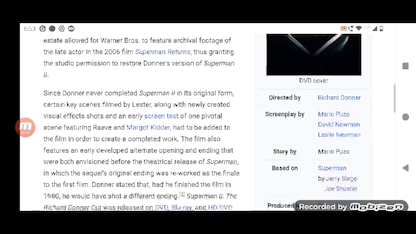 6:53
estate allowed for Warner Bros. to feature archival footage of
the late actor in the 2006 film Superman Returns, thus granting
the studio permission to restore Donner's version of Superman
II.
Since Donner never completed Superman II in its original form,
certain key scenes filmed by Lester, along with newly created
visual effects shots and an early screen test of one pivotal
scene featuring Reeve and Margot Kidder, had to be added to
the film in order to create a completed work. The film also
features an early developed alternate opening and ending that
were both envisioned before the theatrical release of Superman,
in which the sequel's original ending was re-worked as the finale
to the first film. Donner stated that, had he finished the film in
1980, he would have shot a different ending. Superman II: The
Richard Donner Cut was released on DVD, Blu-ray, and HD DVD
DVD cover
Directed by Richard Donner
Screenplay by Mario Puzo
David Newman
Leslie Newman
Story by Mario Puzo
Based on Superman
by Jerry Siegel
Joe Shuster
Produced
Recorded by Mobizen